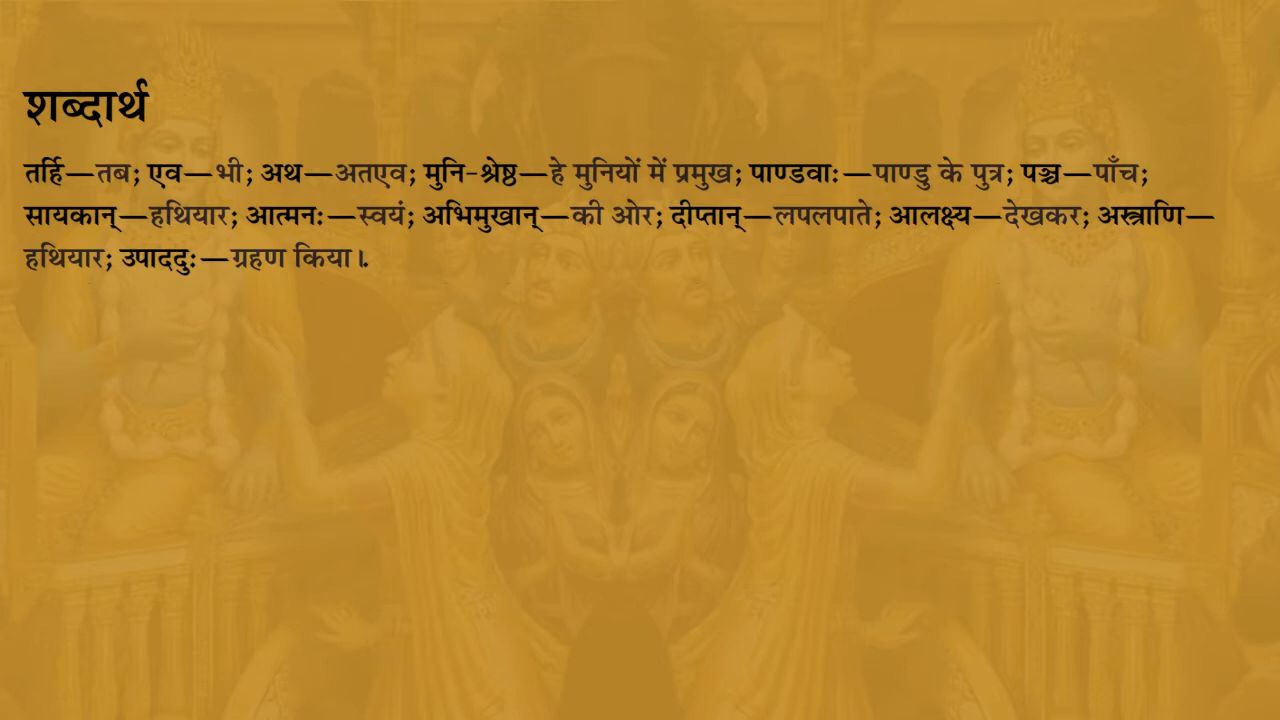 शब्दार्थ
तर्हि—तब; एव—भी; अथ—अतएव; मुनि-श्रेष्ठ—हे मुनियों में प्रमुख; पाण्डवाः—पाण्डु के पुत्र; पञ्च—पाँच;
सायकान्—हथियार; आत्मनः—स्वयं; अभिमुखान्—की ओर; दीप्तान्—लपलपाते; आलक्ष्य—देखकर; अस्त्राणि—
हथियार; उपाददुः—ग्रहण किया।.